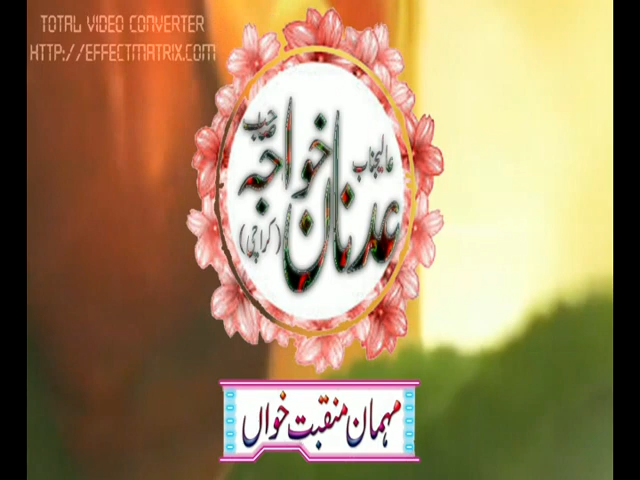 TOTAL VIDEO CONVERTER
HTTP://EFFECTMATRIX.COM
عالیجناب
عدنان خواجہ
صاحب
(کراچی)
مہمان منقبت خواں